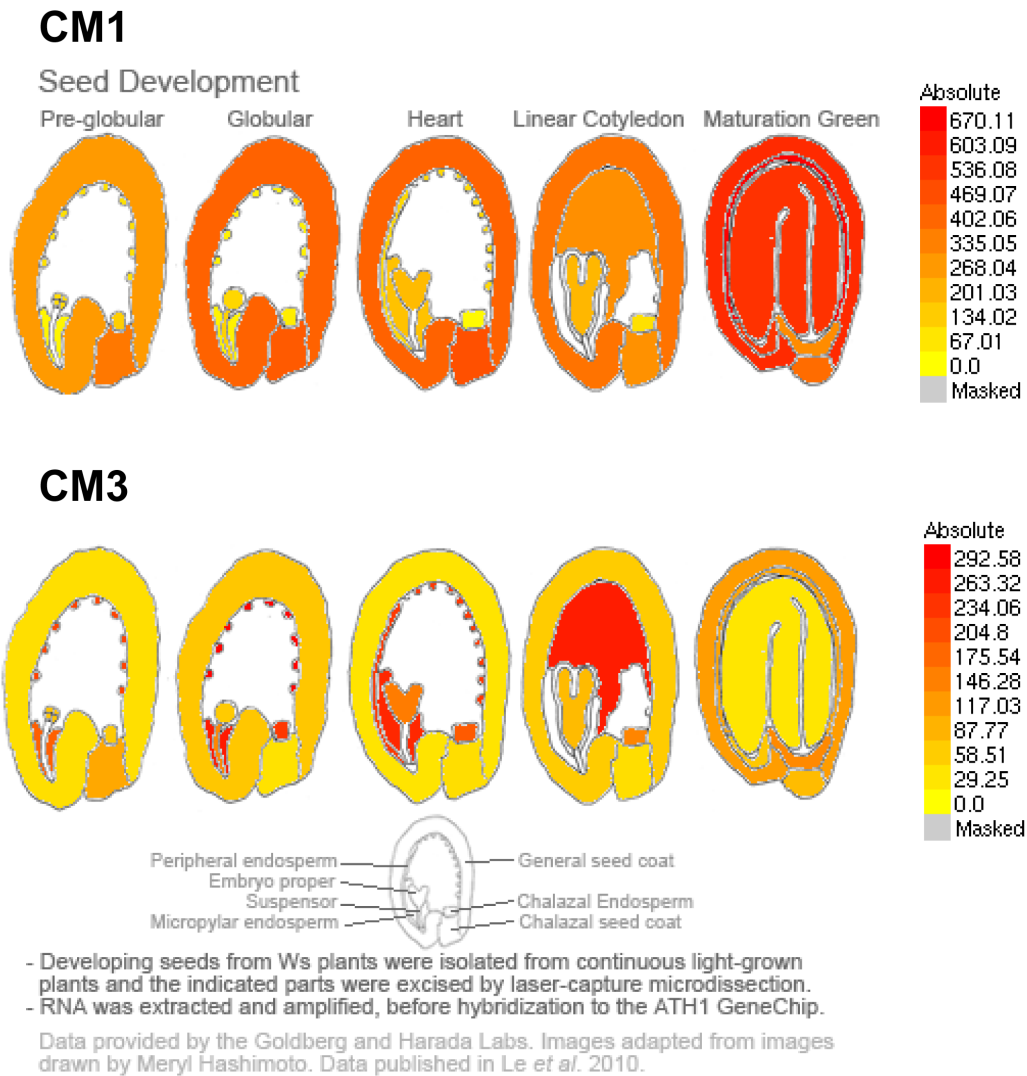 CM1
Seed Development
Pre-globular Globular Heart Linear Cotyledon Maturation Green
Absolute
670.11
603.09
536.08
469.07
402.06
335.05
268.04
201.03
134.02
67.01
0.0
Masked
CM3
Absolute
292.58
263.32
234.06
204.8
175.54
146.28
117.03
87.77
58.51
29.25
0.0
Masked
Peripheral endosperm
Embryo proper
Suspensor
Micropylar endosperm
General seed coat
Chalazal Endosperm
Chalazal seed coat
- Developing seeds from Ws plants were isolated from continuous light-grown
plants and the indicated parts were excised by laser-capture microdissection.
- RNA was extracted and amplified, before hybridization to the ATH1 GeneChip.
Data provided by the Goldberg and Harada Labs. Images adapted from images
drawn by Meryl Hashimoto. Data published in Le et al. 2010.